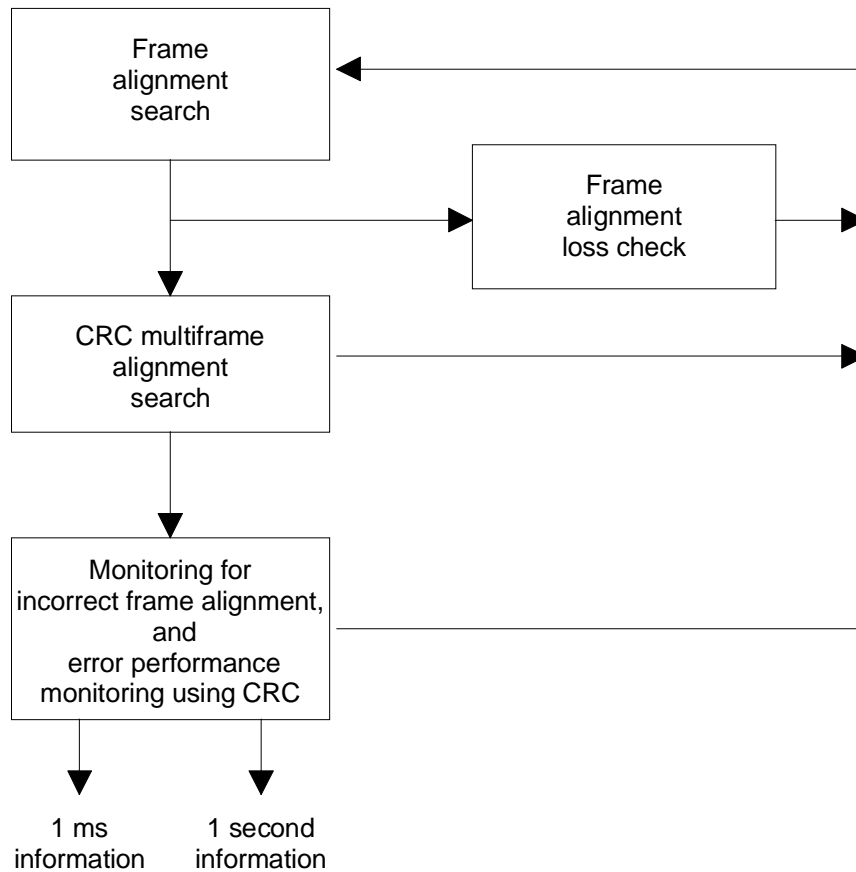 Frame
alignment
search
Frame
alignment
loss check
CRC multiframe
alignment
search
Monitoring for
incorrect frame alignment,
and
error performance
monitoring using CRC
1 ms
information
1 second
information